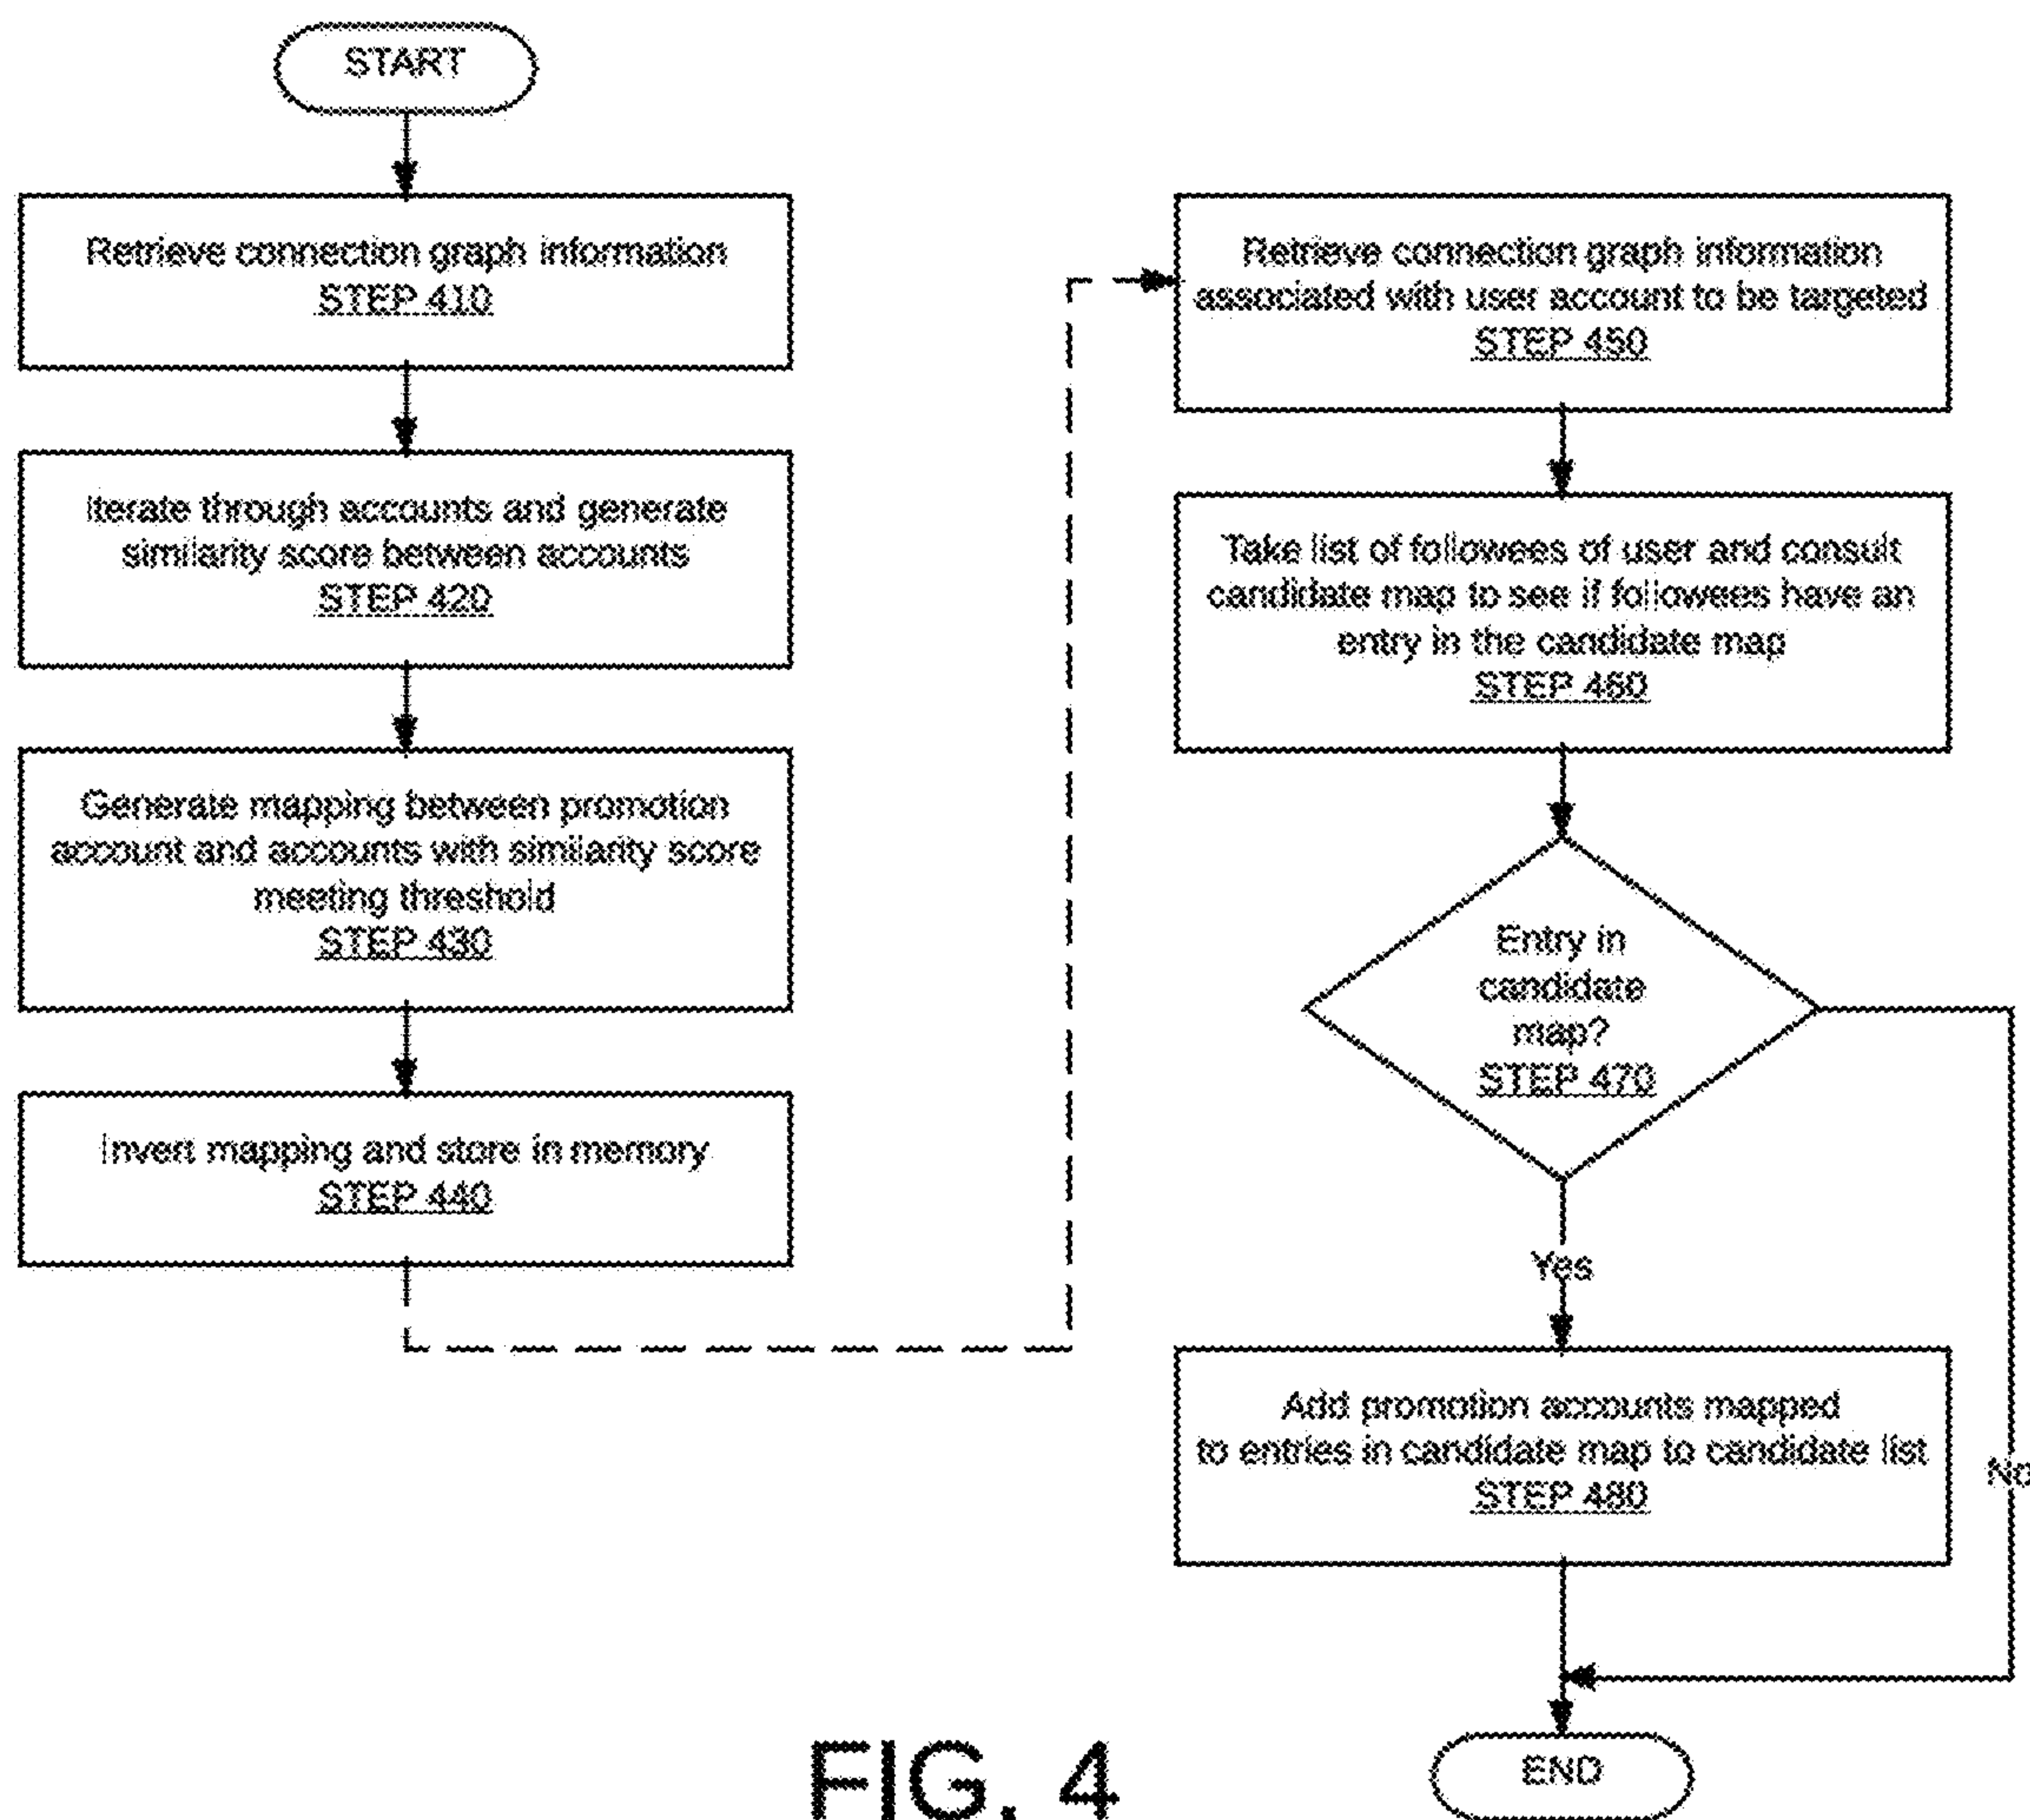 START
Retrieve connection graph information
STEP 410
Iterate through accounts and generate
similarity score between accounts
STEP 420
Generate mapping between promotion
account and accounts with similarity score
meeting threshold
STEP 430
Invert mapping and store in memory
STEP 440
Retrieve connection graph information
associated with user account to be targeted
STEP 450
Take list of followees of user and consult
candidate map to see if followees have an
entry in the candidate map
STEP 460
Entry in
candidate
map?
STEP 470
Yes
No
Add promotion accounts mapped
to entries in candidate map to candidate list
STEP 480
END
FIG. 4